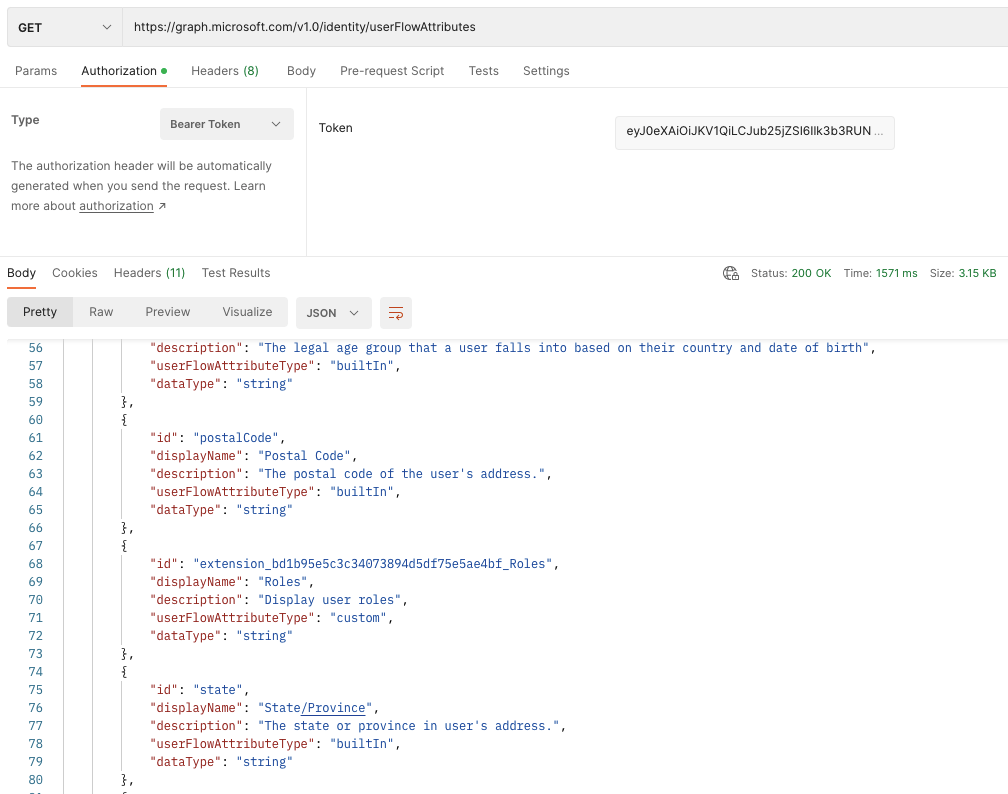 GET https://graph.microsoft.com/v1.0/identity/userFlowAttributes
Params Authorization Headers (8) Body Pre-request Script Tests Settings
Type Bearer Token
Token eyJ0eXAiOiJKV1QiLCJub25jZSI6Ilk3b3RUN ...
The authorization header will be automatically
generated when you send the request. Learn
more about authorization ↗
Body Cookies Headers (11) Test Results Status: 200 OK Time: 1571 ms Size: 3.15 KB
Pretty Raw Preview Visualize JSON
56 "description": "The legal age group that a user falls into based on their country and date of birth",
57 "userFlowAttributeType": "builtIn",
58 "dataType": "string"
59 },
60 {
61 "id": "postalCode",
62 "displayName": "Postal Code",
63 "description": "The postal code of the user's address.",
64 "userFlowAttributeType": "builtIn",
65 "dataType": "string"
66 },
67 {
68 "id": "extension_bd1b95e5c3c34073894d5df75e5ae4bf_Roles",
69 "displayName": "Roles",
70 "description": "Display user roles",
71 "userFlowAttributeType": "custom",
72 "dataType": "string"
73 },
74 {
75 "id": "state",
76 "displayName": "State/Province",
77 "description": "The state or province in user's address.",
78 "userFlowAttributeType": "builtIn",
79 "dataType": "string"
80 },